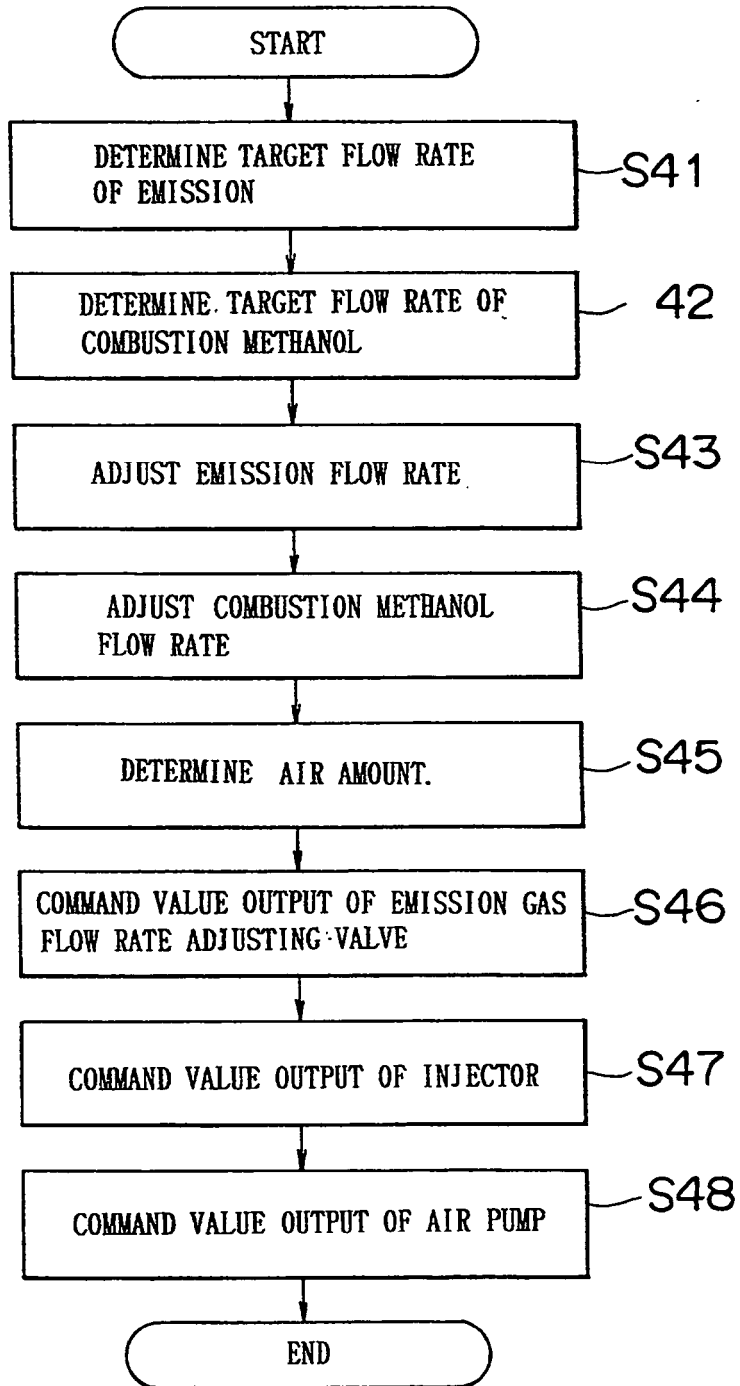 START
DETERMINE TARGET FLOW RATE
OF EMISSION
S41
DETERMINE TARGET FLOW RATE OF
COMBUSTION METHANOL
42
ADJUST EMISSION FLOW RATE
S43
ADJUST COMBUSTION METHANOL
FLOW RATE
S44
DETERMINE AIR AMOUNT.
S45
COMMAND VALUE OUTPUT OF EMISSION GAS
FLOW RATE ADJUSTING VALVE
S46
COMMAND VALUE OUTPUT OF INJECTOR
S47
COMMAND VALUE OUTPUT OF AIR PUMP
S48
END